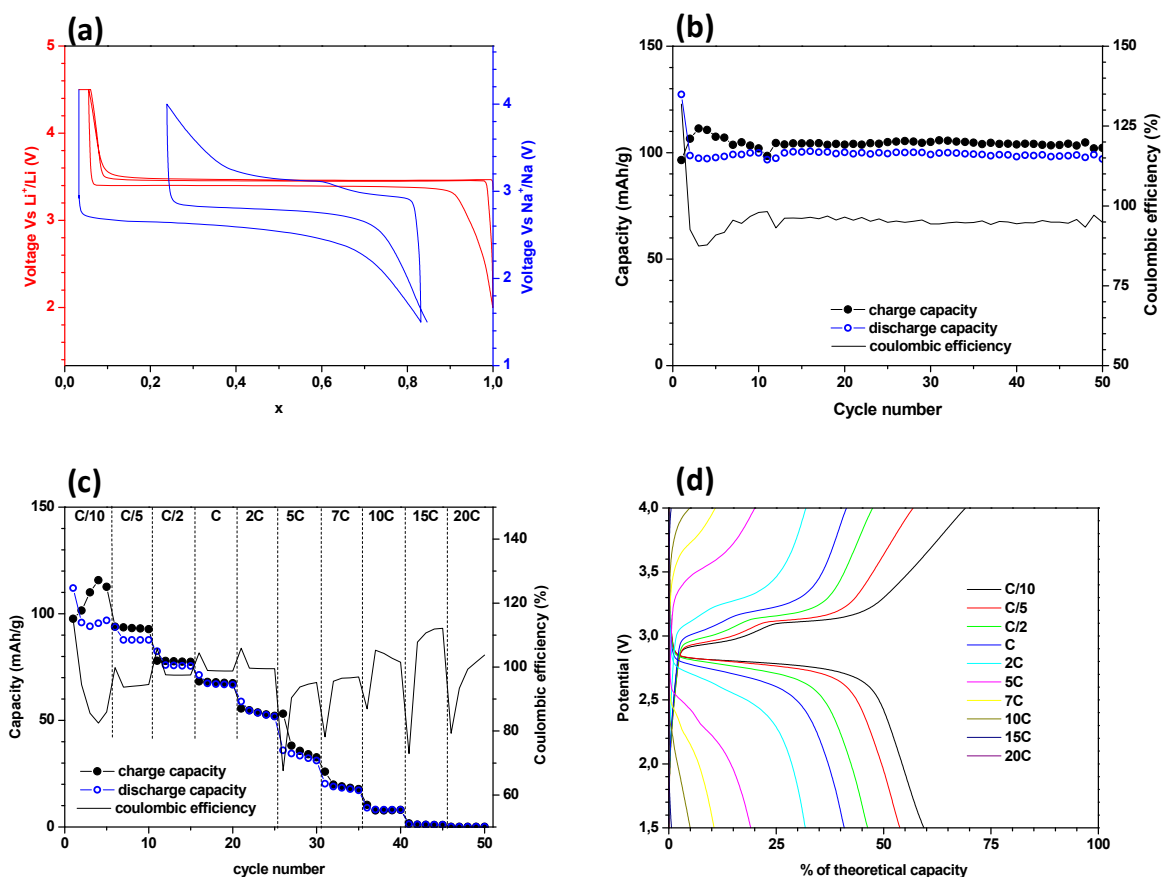 (a)
5
4
3
2
Voltage Vs Li⁺/Li (V)
4
3
2
1
Voltage Vs Na⁺/Na (V)
0,0 0,2 0,4 0,6 0,8 1,0
x
(b)
150
100
50
0
Capacity (mAh/g)
150
125
100
75
50
Coulombic efficiency (%)
charge capacity
discharge capacity
coulombic efficiency
0 10 20 30 40 50
Cycle number
(c)
C/10 C/5 C/2 C 2C 5C 7C 10C 15C 20C
150
100
50
0
Capacity (mAh/g)
140
120
100
80
60
Coulombic efficiency (%)
charge capacity
discharge capacity
coulombic efficiency
0 10 20 30 40 50
cycle number
(d)
4,0
3,5
3,0
2,5
2,0
1,5
Potential (V)
C/10
C/5
C/2
C
2C
5C
7C
10C
15C
20C
0 25 50 75 100
% of theoretical capacity